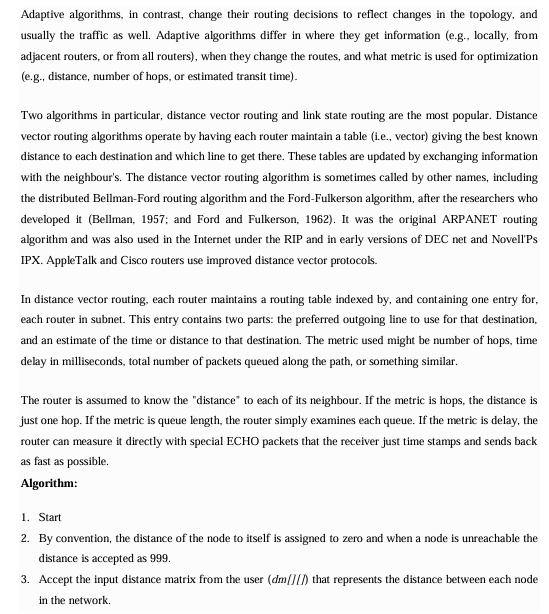 Adaptive algorithms, in contrast, change their routing decisions to reflect changes in the topology, and
usually the traffic as well. Adaptive algorithms differ in where they get information (e.g., locally, from
adjacent routers, or from all routers), when they change the routes, and what metric is used for optimization
(e.g., distance, number of hops, or estimated transit time).
Two algorithms in particular, distance vector routing and link state routing are the most popular. Distance
vector routing algorithms operate by having each router maintain a table (i.e., vector) giving the best known
distance to each destination and which line to get there. These tables are updated by exchanging information
with the neighbour's. The distance vector routing algorithm is sometimes called by other names, including
the distributed Bellman-Ford routing algorithm and the Ford-Fulkerson algorithm, after the researchers who
developed it (Bellman, 1957; and Ford and Fulkerson, 1962). It was the original ARPANET routing
algorithm and was also used in the Internet under the RIP and in early versions of DEC net and Novell'Ps
IPX. AppleTalk and Cisco routers use improved distance vector protocols.
In distance vector routing, each router maintains a routing table indexed by, and containing one entry for,
each router in subnet. This entry contains two parts: the preferred outgoing line to use for that destination,
and an estimate of the time or distance to that destination. The metric used might be number of hops, time
delay in milliseconds, total number of packets queued along the path, or something similar.
The router is assumed to know the "distance" to each of its neighbour. If the metric is hops, the distance is
just one hop. If the metric is queue length, the router simply examines each queue. If the metric is delay, the
router can measure it directly with special ECHO packets that the receiver just time stamps and sends back
as fast as possible.
Algorithm:
1. Start
2. By convention, the distance of the node to itself is assigned to zero and when a node is unreachable the
distance is accepted as 999.
3. Accept the input distance matrix from the user (dm[][]) that represents the distance between each node
in the network.